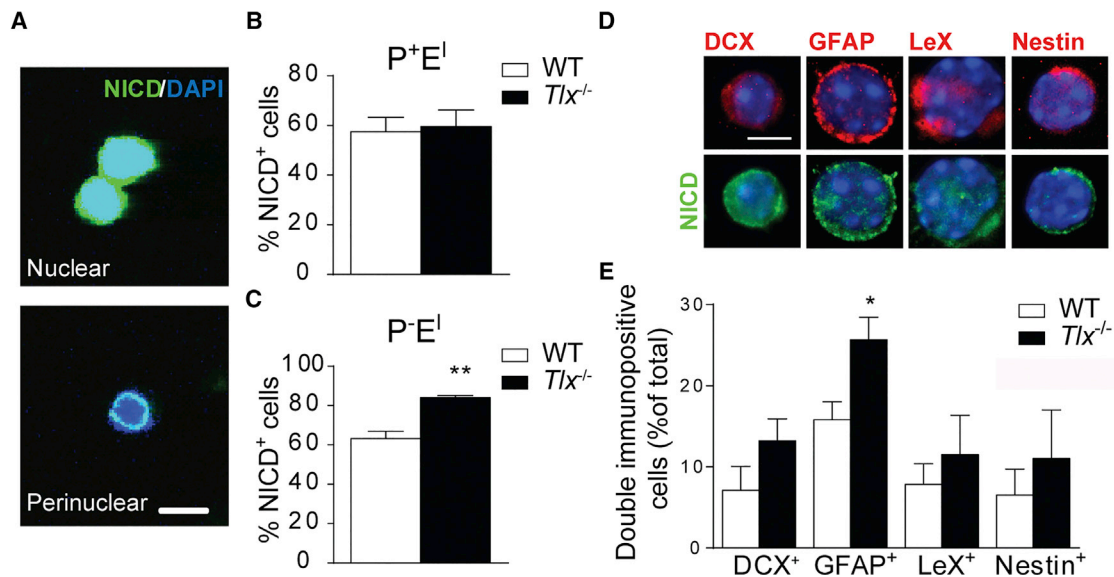 A
NICD/DAPI
Nuclear
Perinuclear
B
P⁺Eˡ
WT
Tlx⁻/⁻
% NICD⁺ cells
80
60
40
20
0
C
P⁻Eˡ
WT
Tlx⁻/⁻
**
% NICD⁺ cells
100
80
60
40
20
0
D
DCX GFAP LeX Nestin
NICD
E
WT
Tlx⁻/⁻
*
Double immunopositive
cells (%of total)
30
20
10
0
DCX⁺ GFAP⁺ LeX⁺ Nestin⁺